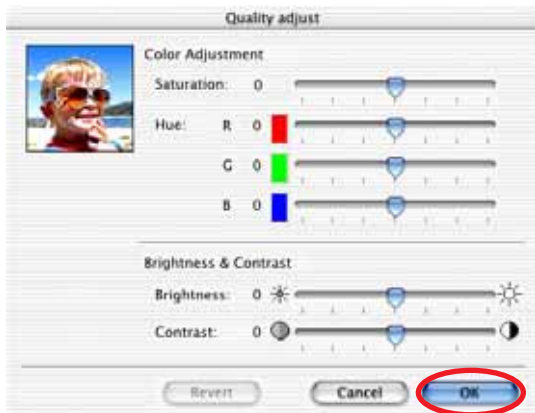 Quality adjust
Color Adjustment
Saturation: 0
Hue: R 0
G 0
B 0
Brightness & Contrast
Brightness: 0
Contrast: 0
Revert Cancel OK